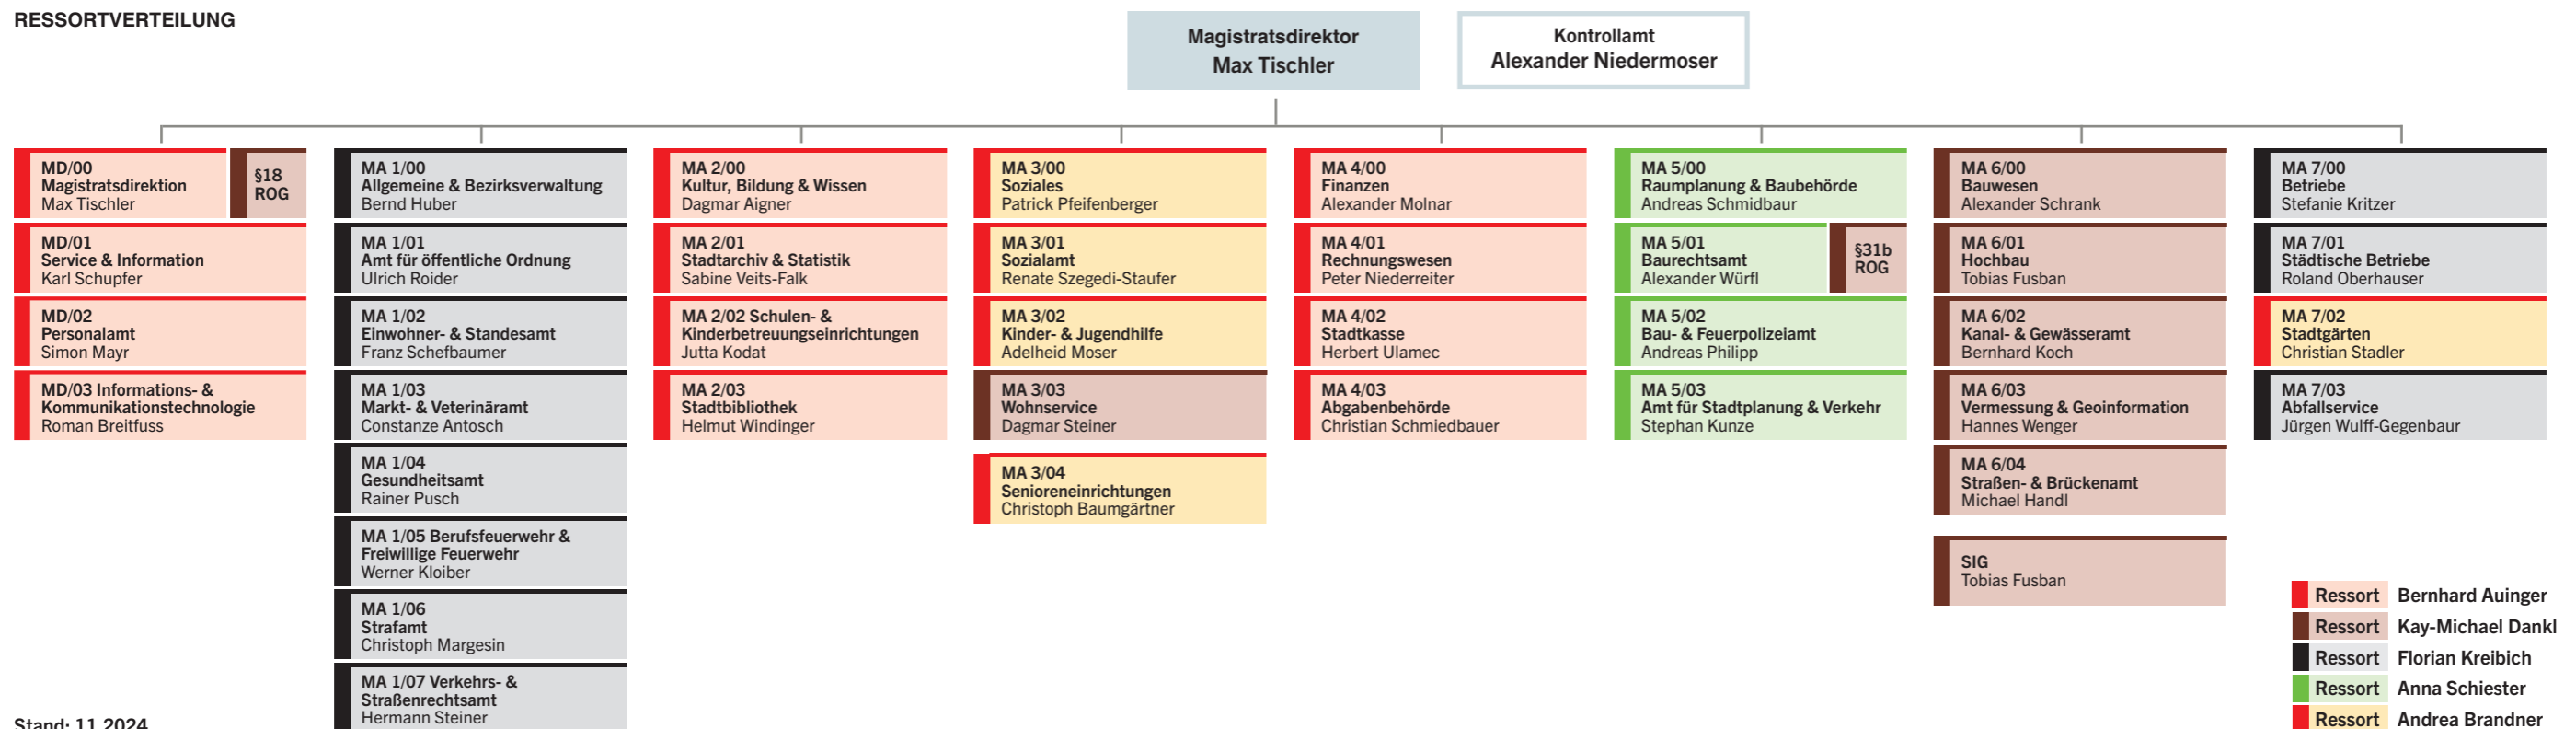 RESSORTVERTEILUNG
Magistratsdirektor
Max Tischler
Kontrollamt
Alexander Niedermoser
MD/00
Magistratsdirektion
Max Tischler
§18
ROG
MD/01
Service & Information
Karl Schupfer
MD/02
Personalamt
Simon Mayr
MD/03 Informations- &
Kommunikationstechnologie
Roman Breitfuss
MA 1/00
Allgemeine & Bezirksverwaltung
Bernd Huber
MA 1/01
Amt für öffentliche Ordnung
Ulrich Roider
MA 1/02
Einwohner- & Standesamt
Franz Schefbaumer
MA 1/03
Markt- & Veterinäramt
Constanze Antosch
MA 1/04
Gesundheitsamt
Rainer Pusch
MA 1/05 Berufsfeuerwehr &
Freiwillige Feuerwehr
Werner Kloiber
MA 1/06
Strafamt
Christoph Margesin
MA 1/07 Verkehrs- &
Straßenrechtsamt
Hermann Steiner
MA 2/00
Kultur, Bildung & Wissen
Dagmar Aigner
MA 2/01
Stadtarchiv & Statistik
Sabine Veits-Falk
MA 2/02 Schulen- &
Kinderbetreuungseinrichtungen
Jutta Kodat
MA 2/03
Stadtbibliothek
Helmut Windinger
MA 3/00
Soziales
Patrick Pfeifenberger
MA 3/01
Sozialamt
Renate Szegedi-Staufer
MA 3/02
Kinder- & Jugendhilfe
Adelheid Moser
MA 3/03
Wohnservice
Dagmar Steiner
MA 3/04
Senioreneinrichtungen
Christoph Baumgärtner
MA 4/00
Finanzen
Alexander Molnar
MA 4/01
Rechnungswesen
Peter Niederreiter
MA 4/02
Stadtkasse
Herbert Ulamec
MA 4/03
Abgabenbehörde
Christian Schmiedbauer
MA 5/00
Raumplanung & Baubehörde
Andreas Schmidbaur
MA 5/01
Baurechtsamt
Alexander Würfl
§31b
ROG
MA 5/02
Bau- & Feuerpolizeiamt
Andreas Philipp
MA 5/03
Amt für Stadtplanung & Verkehr
Stephan Kunze
MA 6/00
Bauwesen
Alexander Schrank
MA 6/01
Hochbau
Tobias Fusban
MA 6/02
Kanal- & Gewässeramt
Bernhard Koch
MA 6/03
Vermessung & Geoinformation
Hannes Wenger
MA 6/04
Straßen- & Brückenamt
Michael Handl
SIG
Tobias Fusban
MA 7/00
Betriebe
Stefanie Kritzer
MA 7/01
Städtische Betriebe
Roland Oberhauser
MA 7/02
Stadtgärten
Christian Stadler
MA 7/03
Abfallservice
Jürgen Wulff-Gegenbaur
Ressort Bernhard Auinger
Ressort Kay-Michael Dankl
Ressort Florian Kreibich
Ressort Anna Schiester
Ressort Andrea Brandner
Stand: 11.2024